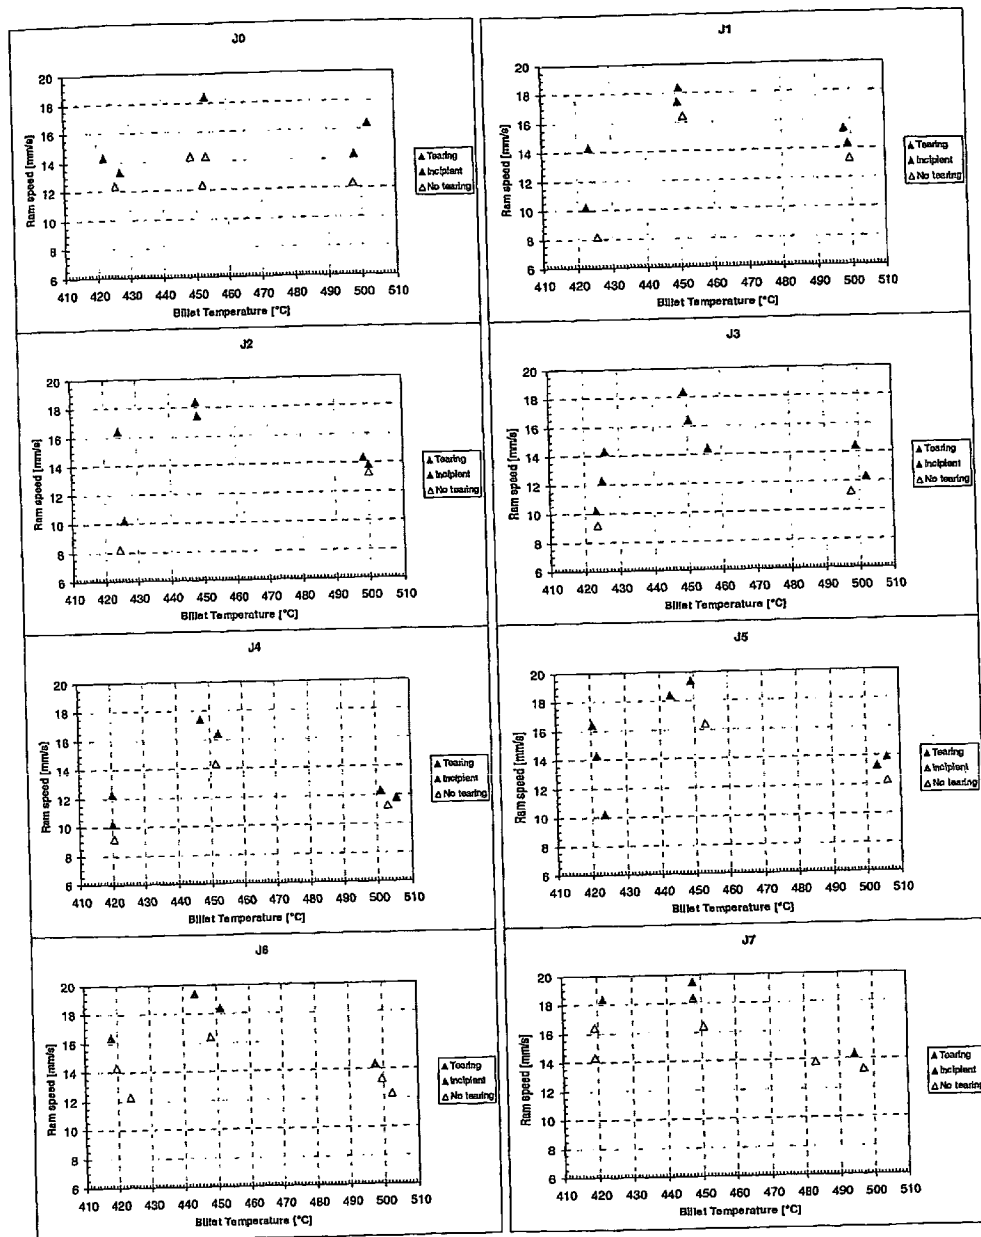 J0
20
18
16
14
12
10
8
6
Ram speed [mm/s]
410 420 430 440 450 460 470 480 490 500 510
Billet Temperature [°C]
▲ Tearing
▲ Incipient
△ No tearing
J1
20
18
16
14
12
10
8
6
Ram speed [mm/s]
410 420 430 440 450 460 470 480 490 500 510
Billet Temperature [°C]
▲ Tearing
▲ Incipient
△ No tearing
J2
20
18
16
14
12
10
8
6
Ram speed [mm/s]
410 420 430 440 450 460 470 480 490 500 510
Billet Temperature [°C]
▲ Tearing
▲ Incipient
△ No tearing
J3
20
18
16
14
12
10
8
6
Ram speed [mm/s]
410 420 430 440 450 460 470 480 490 500 510
Billet Temperature [°C]
▲ Tearing
▲ Incipient
△ No tearing
J4
20
18
16
14
12
10
8
6
Ram speed [mm/s]
410 420 430 440 450 460 470 480 490 500 510
Billet Temperature [°C]
▲ Tearing
▲ Incipient
△ No tearing
J5
20
18
16
14
12
10
8
6
Ram speed [mm/s]
410 420 430 440 450 460 470 480 490 500 510
Billet Temperature [°C]
▲ Tearing
▲ Incipient
△ No tearing
J6
20
18
16
14
12
10
8
6
Ram speed [mm/s]
410 420 430 440 450 460 470 480 490 500 510
Billet Temperature [°C]
▲ Tearing
▲ Incipient
△ No tearing
J7
20
18
16
14
12
10
8
6
Ram speed [mm/s]
410 420 430 440 450 460 470 480 490 500 510
Billet Temperature [°C]
▲ Tearing
▲ Incipient
△ No tearing